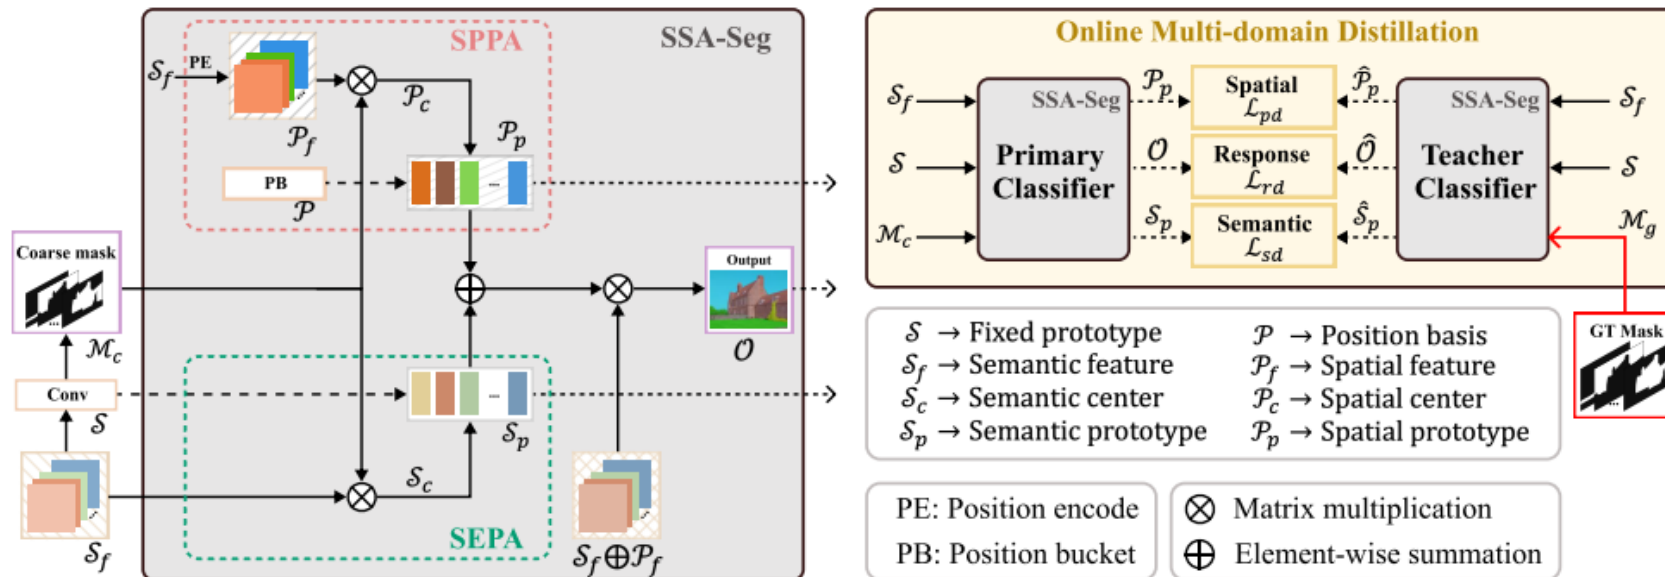 SPPA
SSA-Seg
𝒮_f
PE
𝒫_f
𝒫_c
𝒫_p
PB
𝒫
...
Coarse mask
...
ℳ_c
Conv
𝒮
𝒮_f
Output
𝒪
...
𝒮_p
𝒮_c
SEPA
𝒮_f⊕𝒫_f
Online Multi-domain Distillation
𝒮_f
SSA-Seg
𝒫_p
Spatial
ℒ_pd
𝒫̂_p
SSA-Seg
𝒮_f
𝒮
Primary
Classifier
𝒪
Response
ℒ_rd
𝒪̂
Teacher
Classifier
𝒮
ℳ_c
𝒮_p
Semantic
ℒ_sd
𝒮̂_p
ℳ_g
GT Mask
...
𝒮 → Fixed prototype
𝒮_f → Semantic feature
𝒮_c → Semantic center
𝒮_p → Semantic prototype
𝒫 → Position basis
𝒫_f → Spatial feature
𝒫_c → Spatial center
𝒫_p → Spatial prototype
PE: Position encode
PB: Position bucket
⊗ Matrix multiplication
⊕ Element-wise summation